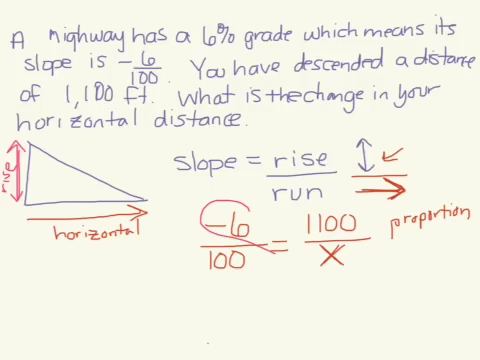 A highway has a 6% grade which means its
slope is -6/100. You have descended a distance
of 1,100 ft. What is the change in your
horizontal distance.
rise
horizontal
slope = rise/run
-6/100 = 1100/x
proportion